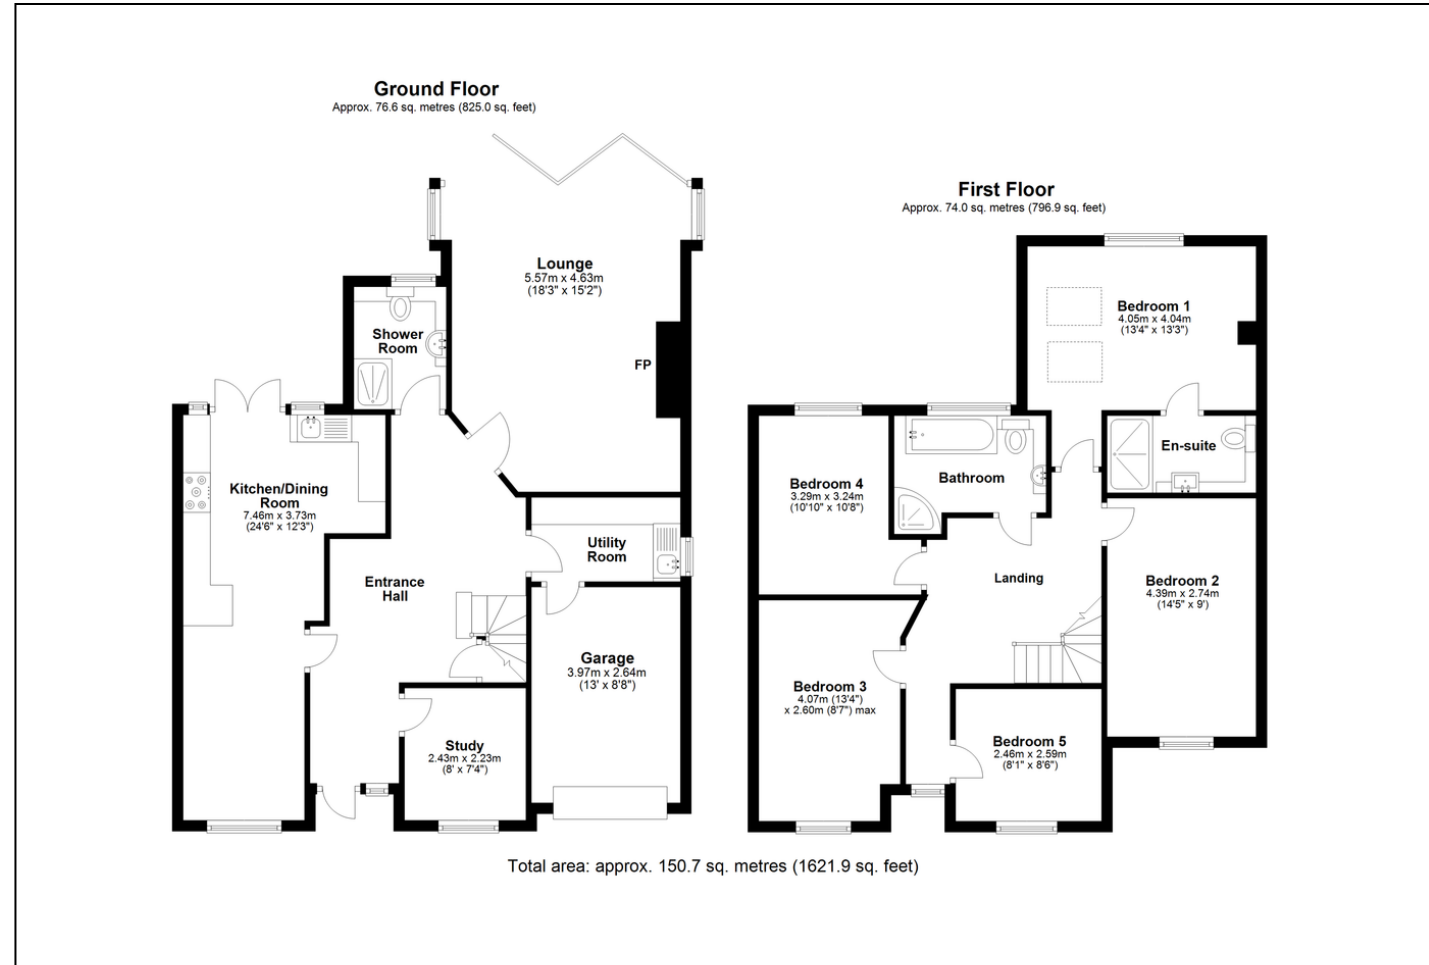 Ground Floor
Approx. 76.6 sq. metres (825.0 sq. feet)
Lounge
5.57m x 4.63m
(18'3" x 15'2")
Shower
Room
FP
Kitchen/Dining
Room
7.46m x 3.73m
(24'6" x 12'3")
Utility
Room
Entrance
Hall
Garage
3.97m x 2.64m
(13' x 8'8")
Study
2.43m x 2.23m
(8' x 7'4")
First Floor
Approx. 74.0 sq. metres (796.9 sq. feet)
Bedroom 1
4.05m x 4.04m
(13'4" x 13'3")
En-suite
Bathroom
Bedroom 4
3.29m x 3.24m
(10'10" x 10'8")
Landing
Bedroom 2
4.39m x 2.74m
(14'5" x 9')
Bedroom 3
4.07m (13'4")
x 2.60m (8'7") max
Bedroom 5
2.46m x 2.59m
(8'1" x 8'6")
Total area: approx. 150.7 sq. metres (1621.9 sq. feet)